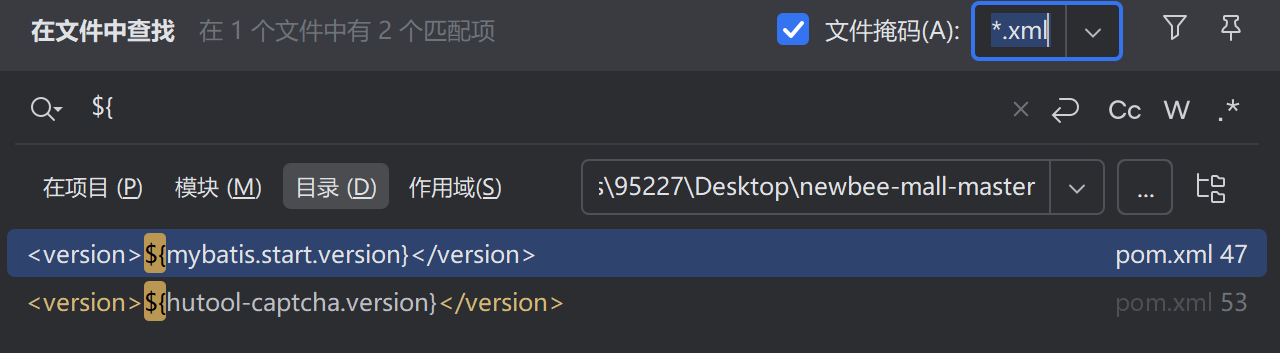 在文件中查找 在 1 个文件中有 2 个匹配项 文件掩码(A): *.xml
${ Cc W .*
在项目 (P) 模块 (M) 目录 (D) 作用域(S) s\95227\Desktop\newbee-mall-master ...
<version>${mybatis.start.version}</version> pom.xml 47
<version>${hutool-captcha.version}</version> pom.xml 53